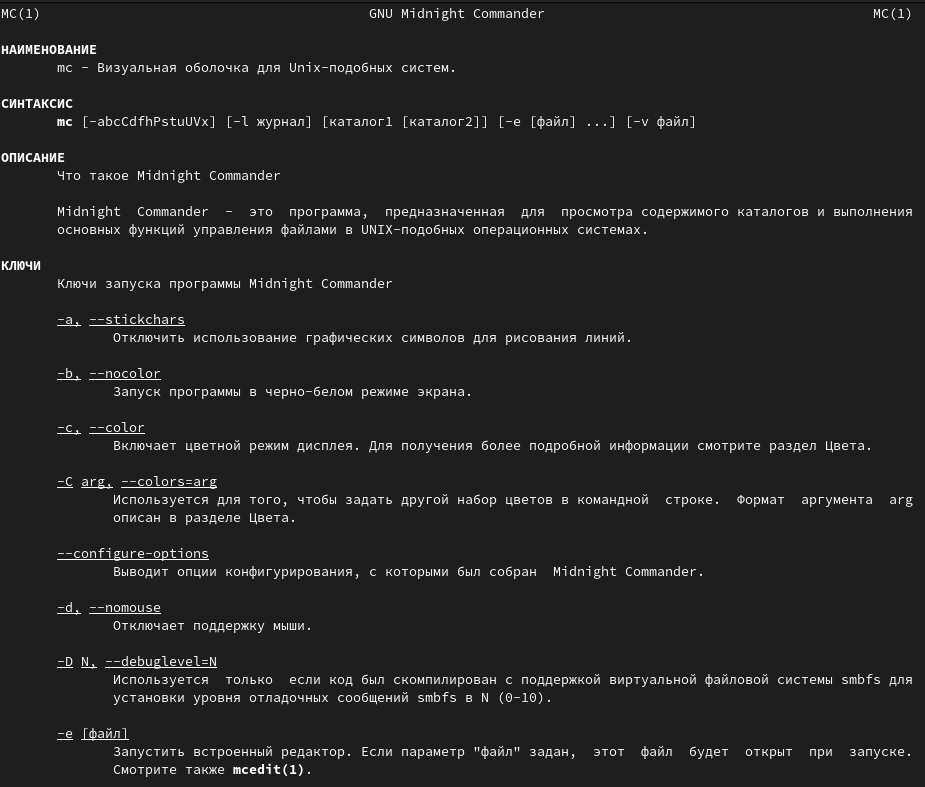 MC(1) GNU Midnight Commander MC(1)
НАИМЕНОВАНИЕ
mc - Визуальная оболочка для Unix-подобных систем.
СИНТАКСИС
mc [-abcCdfhPstuUVx] [-l журнал] [каталог1 [каталог2]] [-e [файл] ...] [-v файл]
ОПИСАНИЕ
Что такое Midnight Commander
Midnight Commander - это программа, предназначенная для просмотра содержимого каталогов и выполнения
основных функций управления файлами в UNIX-подобных операционных системах.
КЛЮЧИ
Ключи запуска программы Midnight Commander
-a, --stickchars
Отключить использование графических символов для рисования линий.
-b, --nocolor
Запуск программы в черно-белом режиме экрана.
-c, --color
Включает цветной режим дисплея. Для получения более подробной информации смотрите раздел Цвета.
-C arg, --colors=arg
Используется для того, чтобы задать другой набор цветов в командной строке. Формат аргумента arg
описан в разделе Цвета.
--configure-options
Выводит опции конфигурирования, с которыми был собран Midnight Commander.
-d, --nomouse
Отключает поддержку мыши.
-D N, --debuglevel=N
Используется только если код был скомпилирован с поддержкой виртуальной файловой системы smbfs для
установки уровня отладочных сообщений smbfs в N (0-10).
-e [файл]
Запустить встроенный редактор. Если параметр "файл" задан, этот файл будет открыт при запуске.
Смотрите также mcedit(1).